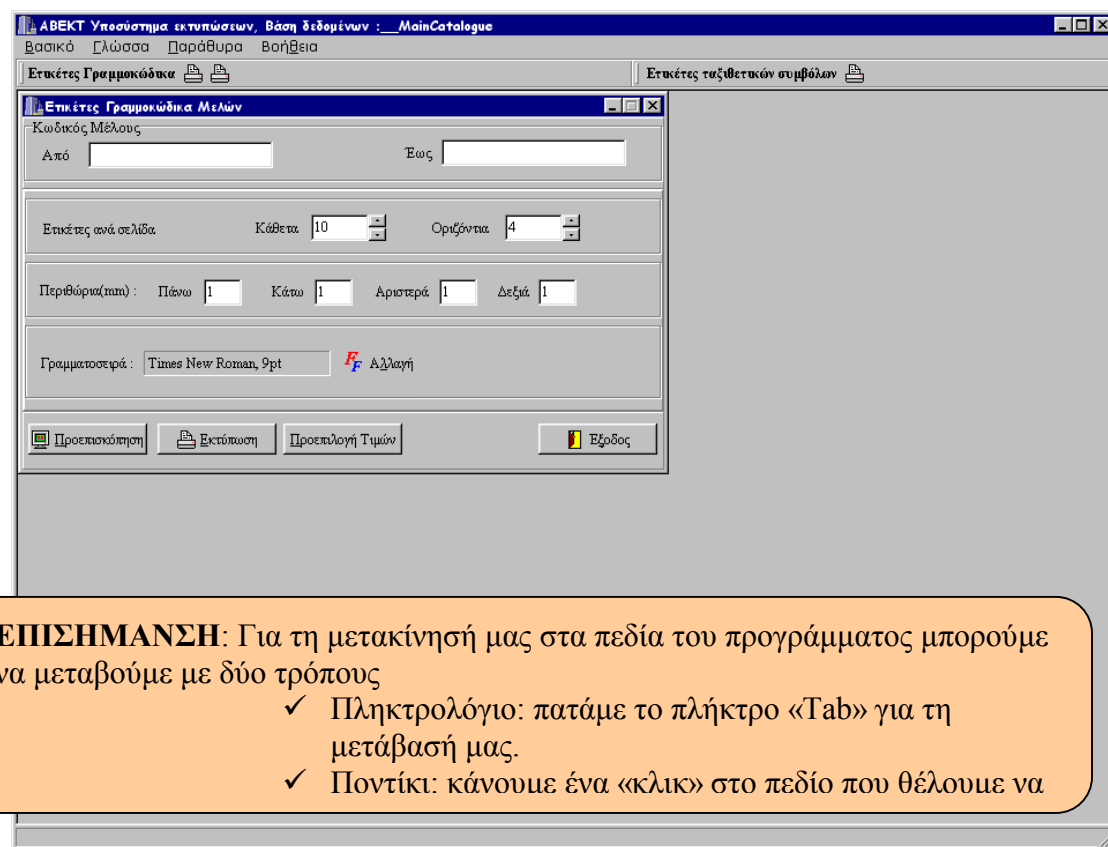 ABEKT Υποσύστημα εκτυπώσεων, Βάση δεδομένων :__MainCatalogue
Βασικό Γλώσσα Παράθυρα Βοήθεια
Ετικέτες Γραμμοκώδικα Ετικέτες ταξιθετικών συμβόλων
Ετικέτες Γραμμοκώδικα Μελών
Κωδικός Μέλους
Από Έως
Ετικέτες ανά σελίδα Κάθετα 10 Οριζόντια 4
Περιθώρια(mm) : Πάνω 1 Κάτω 1 Αριστερά 1 Δεξιά 1
Γραμματοσειρά : Times New Roman, 9pt FF Αλλαγή
Προεπισκόπηση Εκτύπωση Προεπιλογή Τιμών Έξοδος
ΕΠΙΣΗΜΑΝΣΗ: Για τη μετακίνησή μας στα πεδία του προγράμματος μπορούμε
να μεταβούμε με δύο τρόπους
✓ Πληκτρολόγιο: πατάμε το πλήκτρο «Tab» για τη
μετάβασή μας.
✓ Ποντίκι: κάνουμε ένα «κλικ» στο πεδίο που θέλουμε να